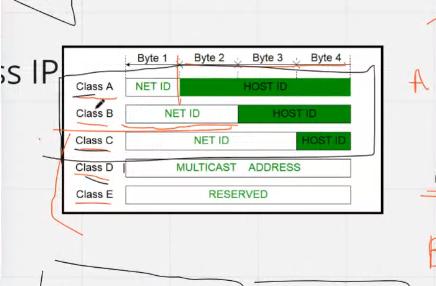 ss IP
Byte 1 Byte 2 Byte 3 Byte 4
Class A NET ID HOST ID
Class B NET ID HOST ID
Class C NET ID HOST ID
Class D MULTICAST ADDRESS
Class E RESERVED
A